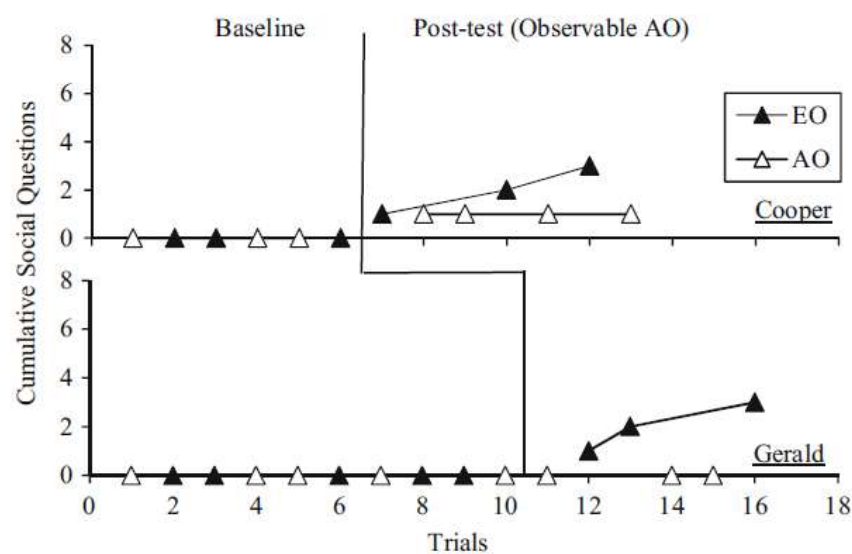 Baseline Post-test (Observable AO)
Cumulative Social Questions
8
6
4
2
0
EO
AO
Cooper
8
6
4
2
0
Gerald
0 2 4 6 8 10 12 14 16 18
Trials